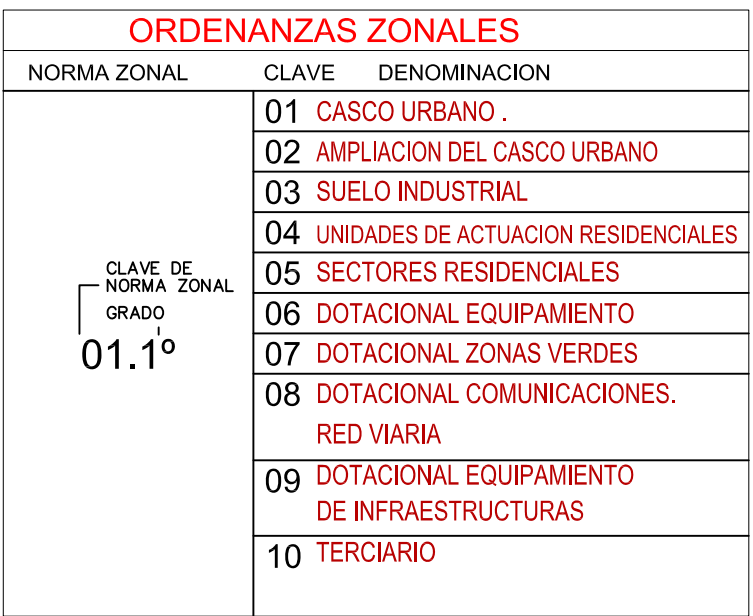 ORDENANZAS ZONALES
NORMA ZONAL CLAVE DENOMINACION
CLAVE DE
NORMA ZONAL
GRADO
01.1º
01 CASCO URBANO .
02 AMPLIACION DEL CASCO URBANO
03 SUELO INDUSTRIAL
04 UNIDADES DE ACTUACION RESIDENCIALES
05 SECTORES RESIDENCIALES
06 DOTACIONAL EQUIPAMIENTO
07 DOTACIONAL ZONAS VERDES
08 DOTACIONAL COMUNICACIONES.
RED VIARIA
09 DOTACIONAL EQUIPAMIENTO
DE INFRAESTRUCTURAS
10 TERCIARIO